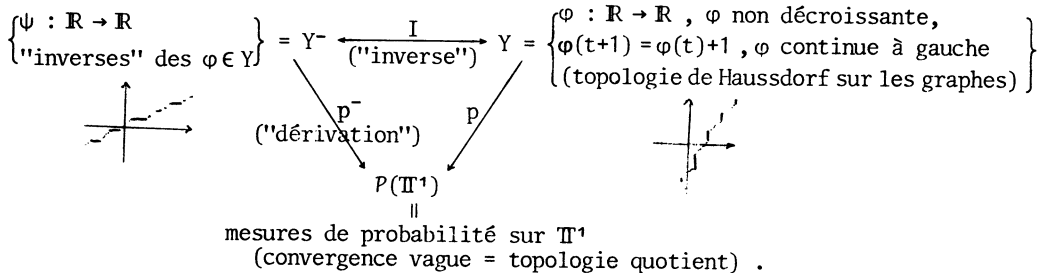 {ψ : ℝ → ℝ
"inverses" des φ ∈ Y} = Y⁻ ⟷ Y = {φ : ℝ → ℝ , φ non décroissante,
I
("inverse")
φ(t+1) = φ(t)+1 , φ continue à gauche
(topologie de Haussdorf sur les graphes)}
p⁻
p
("dérivation")
P(𝕋¹)
||
mesures de probabilité sur 𝕋¹
(convergence vague = topologie quotient) .